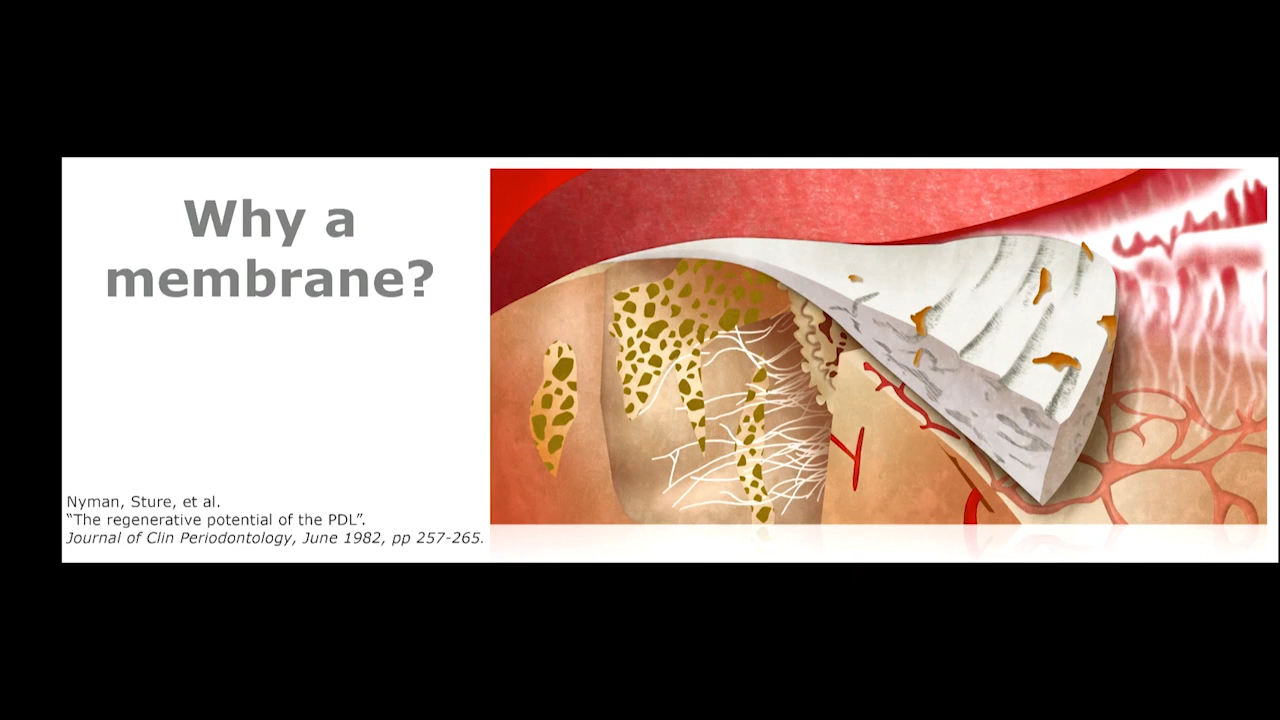 Why a
membrane?
Nyman, Sture, et al.
“The regenerative potential of the PDL”.
Journal of Clin Periodontology, June 1982, pp 257-265.